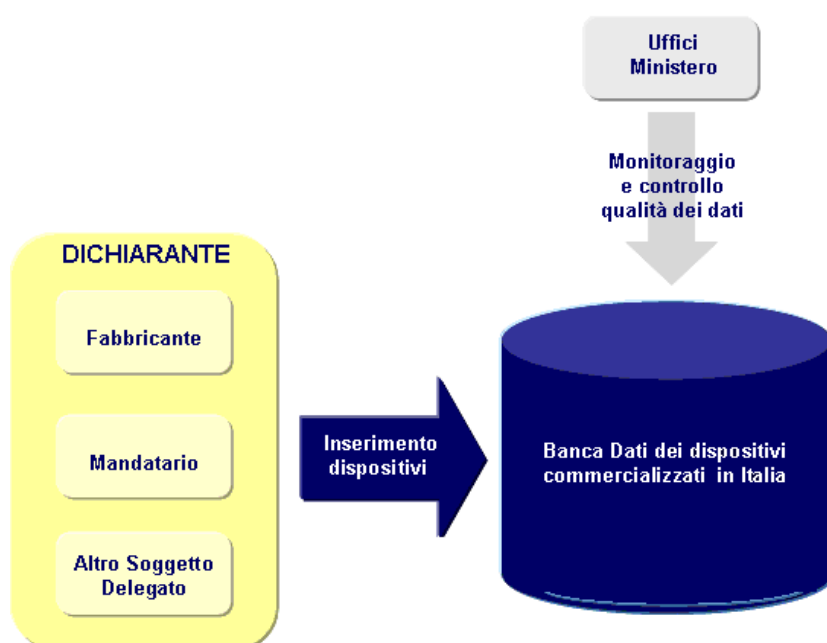 Uffici
Ministero
Monitoraggio
e controllo
qualità dei dati
DICHIARANTE
Fabbricante
Mandatario
Altro Soggetto
Delegato
Inserimento
dispositivi
Banca Dati dei dispositivi
commercializzati in Italia